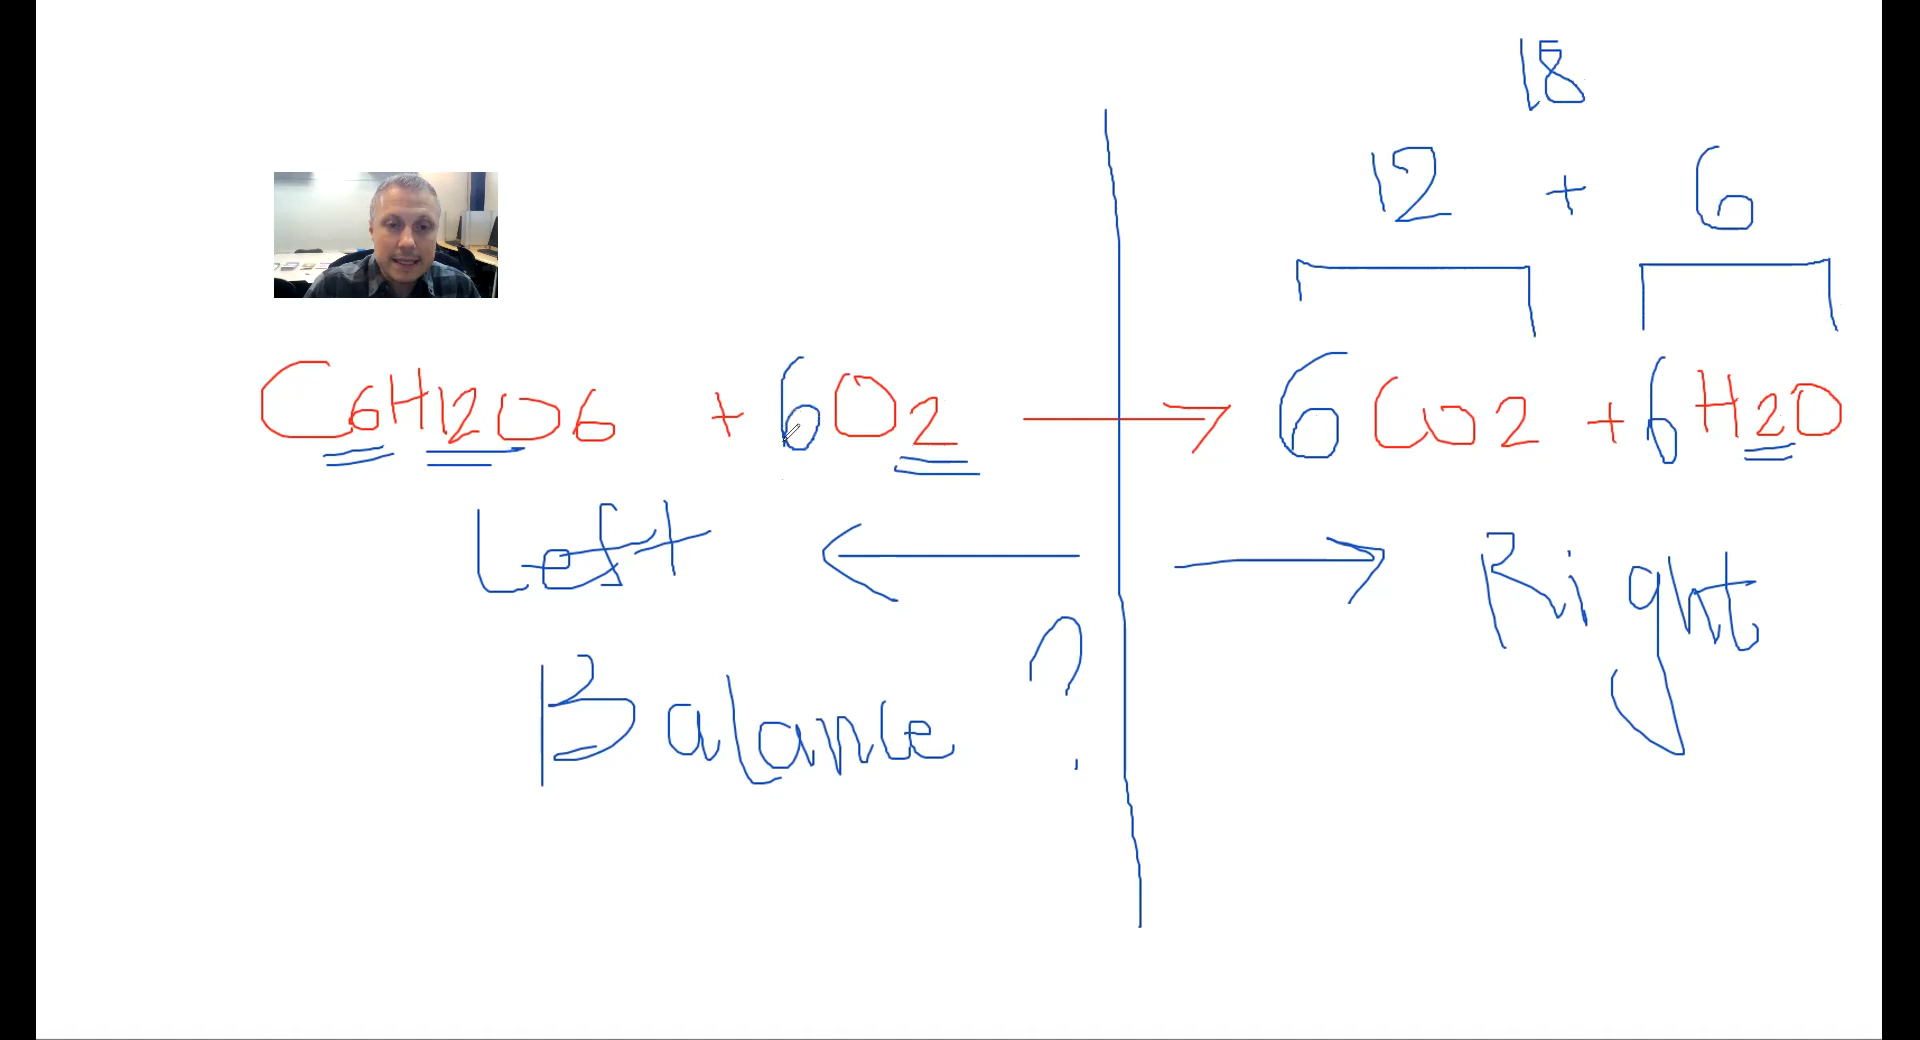 18
12 + 6
C6H12O6 + 6O2 → 6CO2 + 6H2O
Left ← → Right
Balance ?